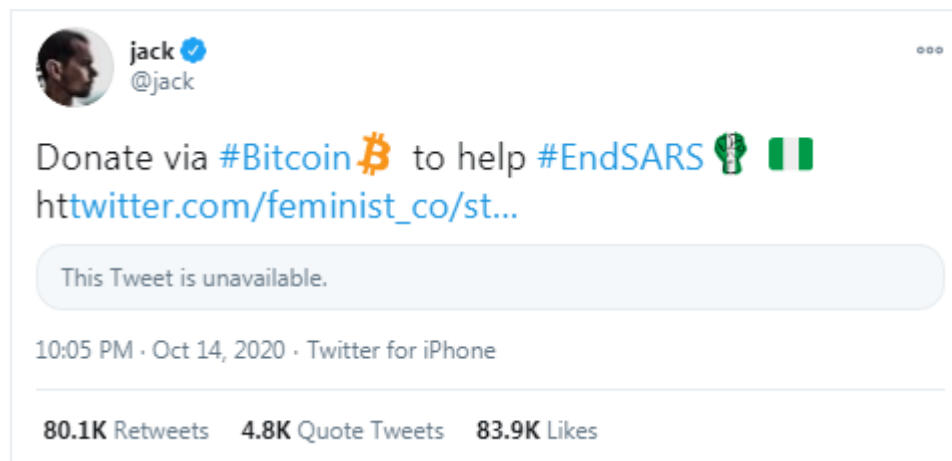 jack
@jack
Donate via #Bitcoin to help #EndSARS
httwitter.com/feminist_co/st...
This Tweet is unavailable.
10:05 PM · Oct 14, 2020 · Twitter for iPhone
80.1K Retweets 4.8K Quote Tweets 83.9K Likes